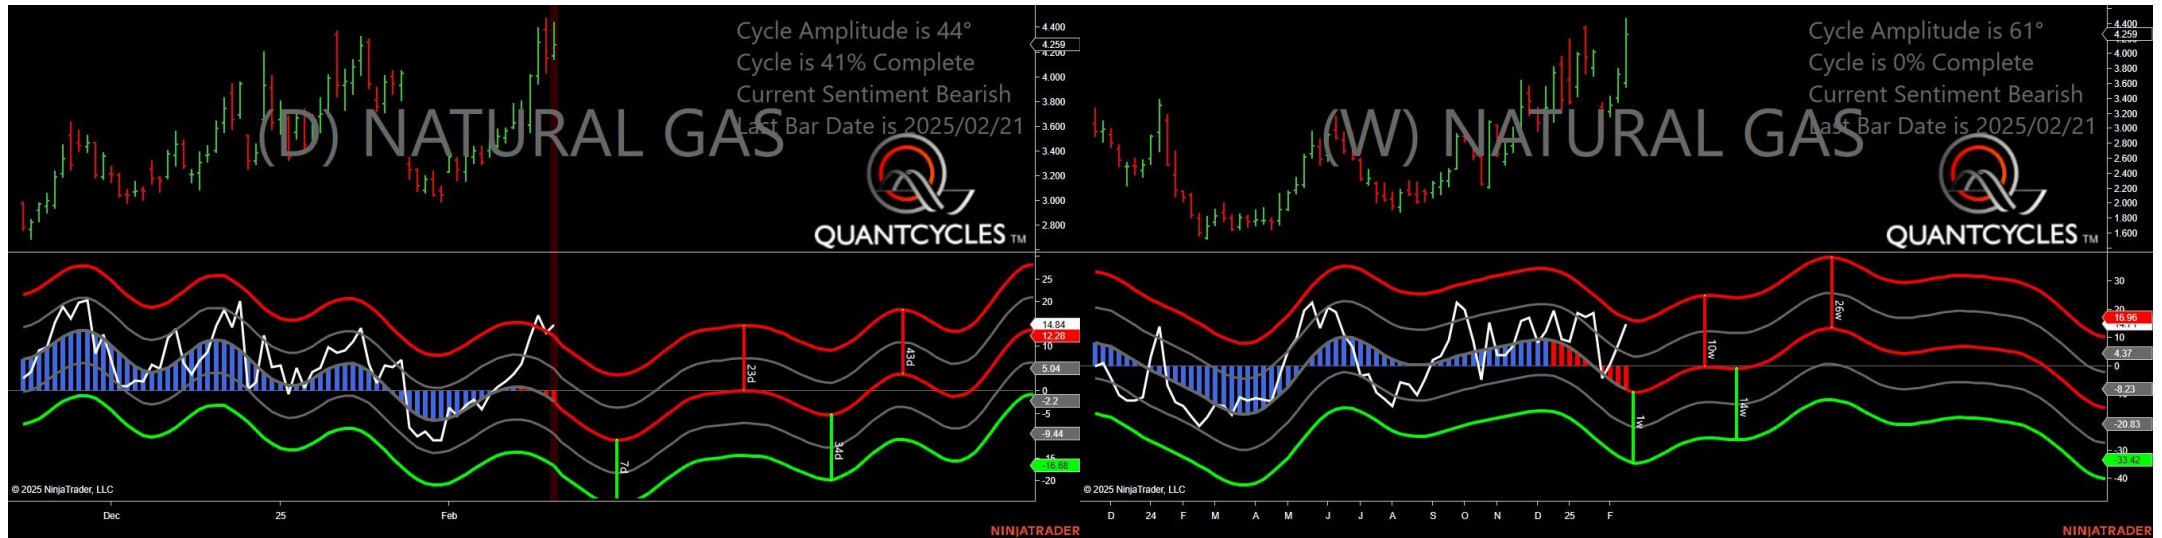 Cycle Amplitude is 44°
Cycle is 41% Complete
Current Sentiment Bearish
Last Bar Date is 2025/02/21
(D) NATURAL GAS
QUANTCYCLES TM
4.400
4.259
4.200
4.000
3.800
3.600
3.400
3.200
3.000
2.800
25
20
14.84
12.28
10
5.04
0
-2.2
-5
-9.44
-15
-16.68
-20
7d
23d
34d
43d
© 2025 NinjaTrader, LLC
Dec
25
Feb
NINJATRADER
Cycle Amplitude is 61°
Cycle is 0% Complete
Current Sentiment Bearish
Last Bar Date is 2025/02/21
(W) NATURAL GAS
QUANTCYCLES TM
4.400
4.259
3.800
3.600
3.400
3.200
3.000
2.800
2.600
2.400
2.200
2.000
1.800
1.600
30
20
16.96
10
4.37
0
-8.23
-20.83
-30
-33.42
-40
1w
10w
14w
26w
© 2025 NinjaTrader, LLC
D
24
F
M
A
M
J
J
A
S
O
N
D
25
F
NINJATRADER